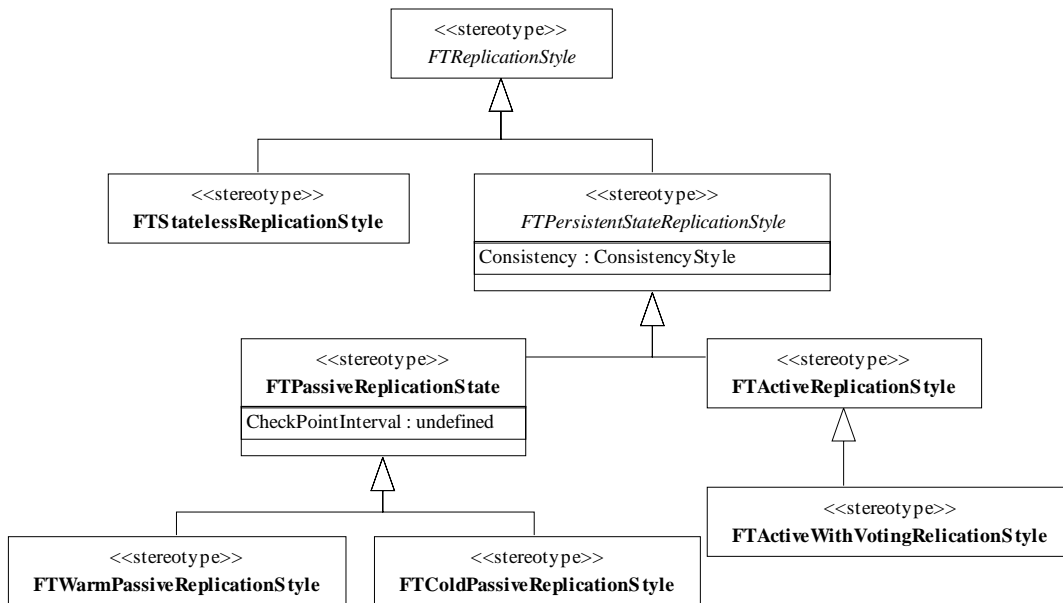 <<stereotype>>
FTReplicationStyle
<<stereotype>>
FTStatelessReplicationStyle
<<stereotype>>
FTPersistentStateReplicationStyle
Consistency : ConsistencyStyle
<<stereotype>>
FTPassiveReplicationState
CheckPointInterval : undefined
<<stereotype>>
FTActiveReplicationStyle
<<stereotype>>
FTActiveWithVotingRelicationStyle
<<stereotype>>
FTWarmPassiveReplicationStyle
<<stereotype>>
FTColdPassiveReplicationStyle